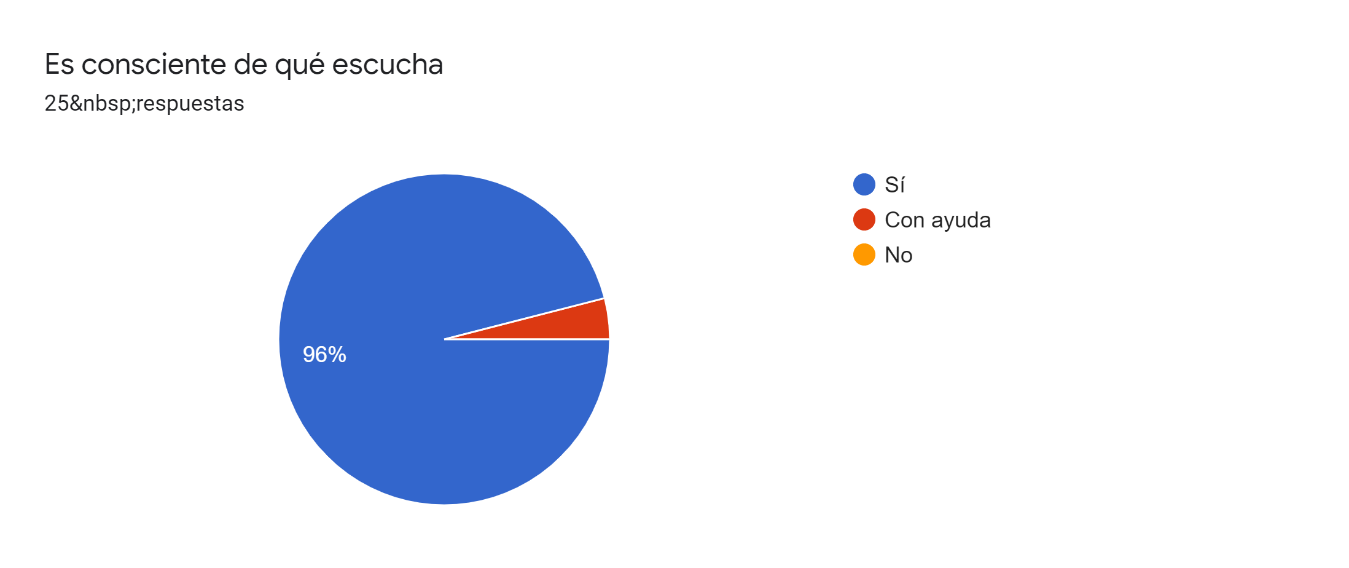 Es consciente de qué escucha
25&nbsp;respuestas
Sí
Con ayuda
No
96%